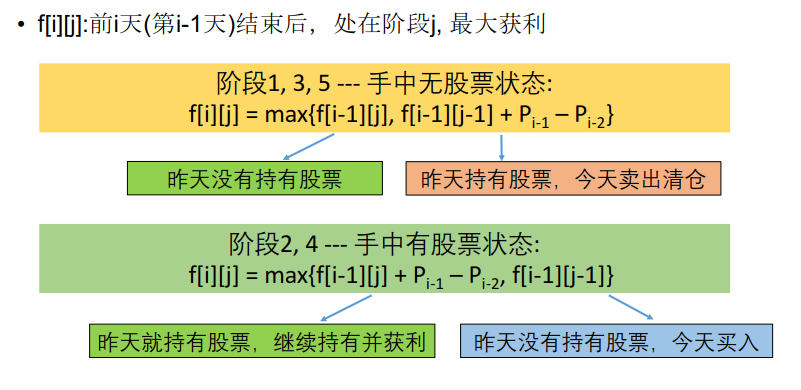 • f[i][j]:前i天(第i-1天)结束后，处在阶段j, 最大获利
阶段1, 3, 5 --- 手中无股票状态:
f[i][j] = max{f[i-1][j], f[i-1][j-1] + Pi-1 – Pi-2}
昨天没有持有股票
昨天持有股票，今天卖出清仓
阶段2, 4 --- 手中有股票状态:
f[i][j] = max{f[i-1][j] + Pi-1 – Pi-2, f[i-1][j-1]}
昨天就持有股票，继续持有并获利
昨天没有持有股票，今天买入